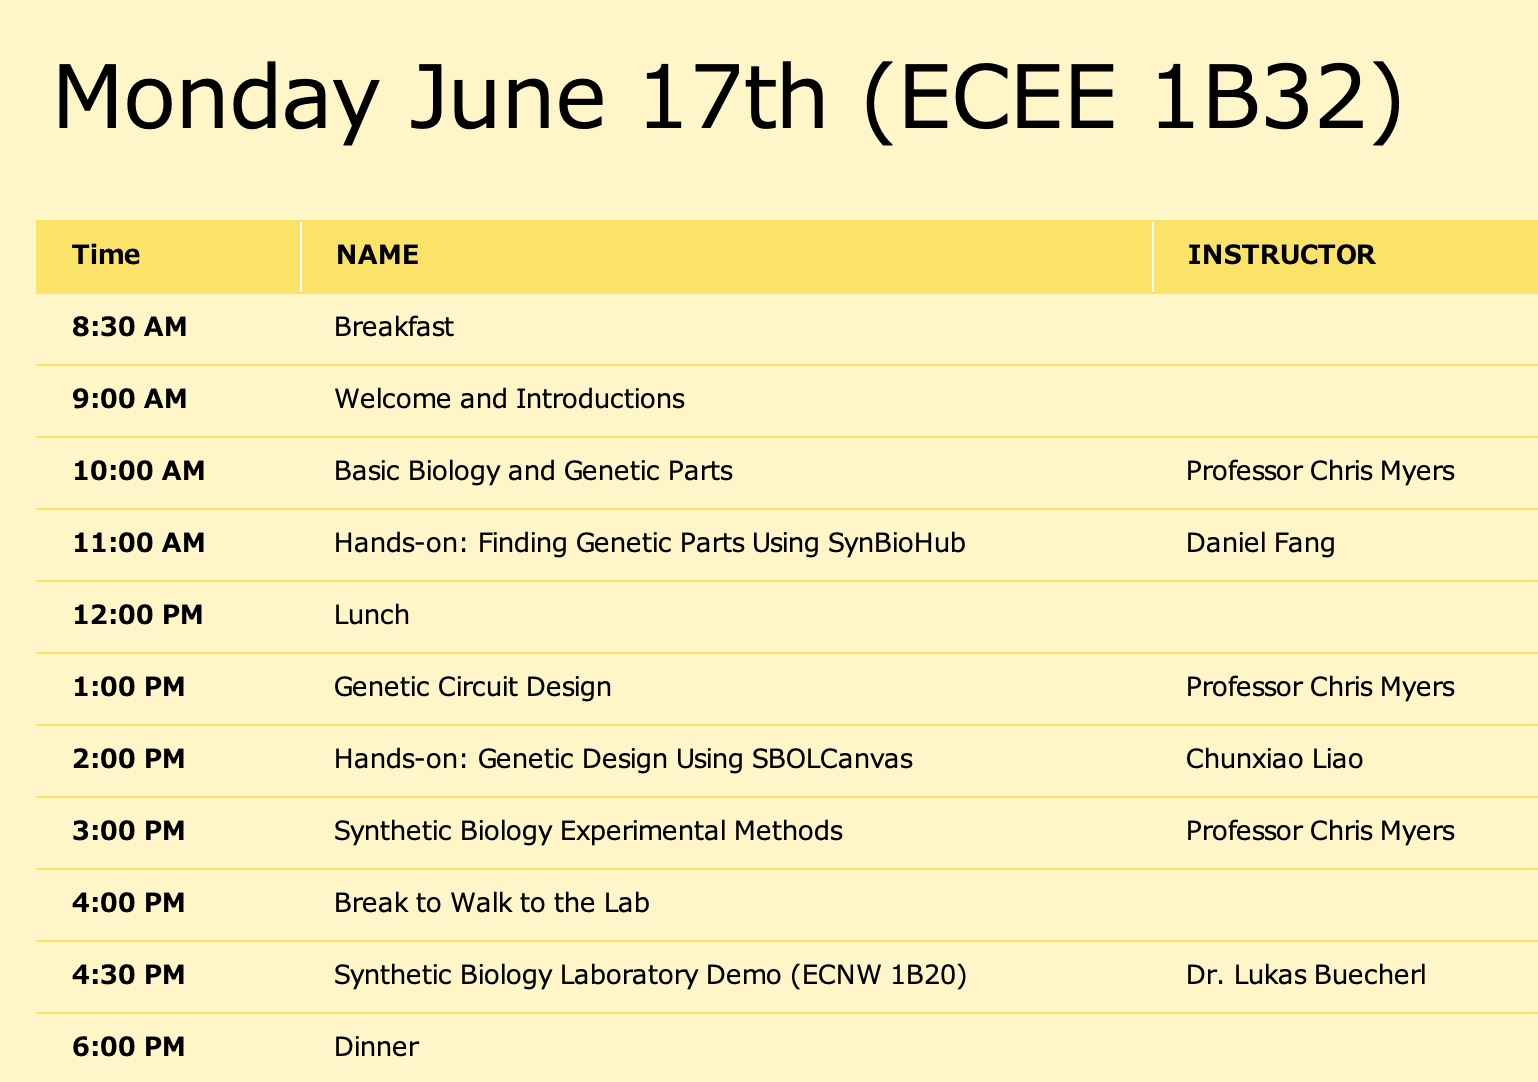 Monday June 17th (ECEE 1B32)
Time NAME INSTRUCTOR
8:30 AM Breakfast
9:00 AM Welcome and Introductions
10:00 AM Basic Biology and Genetic Parts Professor Chris Myers
11:00 AM Hands-on: Finding Genetic Parts Using SynBioHub Daniel Fang
12:00 PM Lunch
1:00 PM Genetic Circuit Design Professor Chris Myers
2:00 PM Hands-on: Genetic Design Using SBOLCanvas Chunxiao Liao
3:00 PM Synthetic Biology Experimental Methods Professor Chris Myers
4:00 PM Break to Walk to the Lab
4:30 PM Synthetic Biology Laboratory Demo (ECNW 1B20) Dr. Lukas Buecherl
6:00 PM Dinner